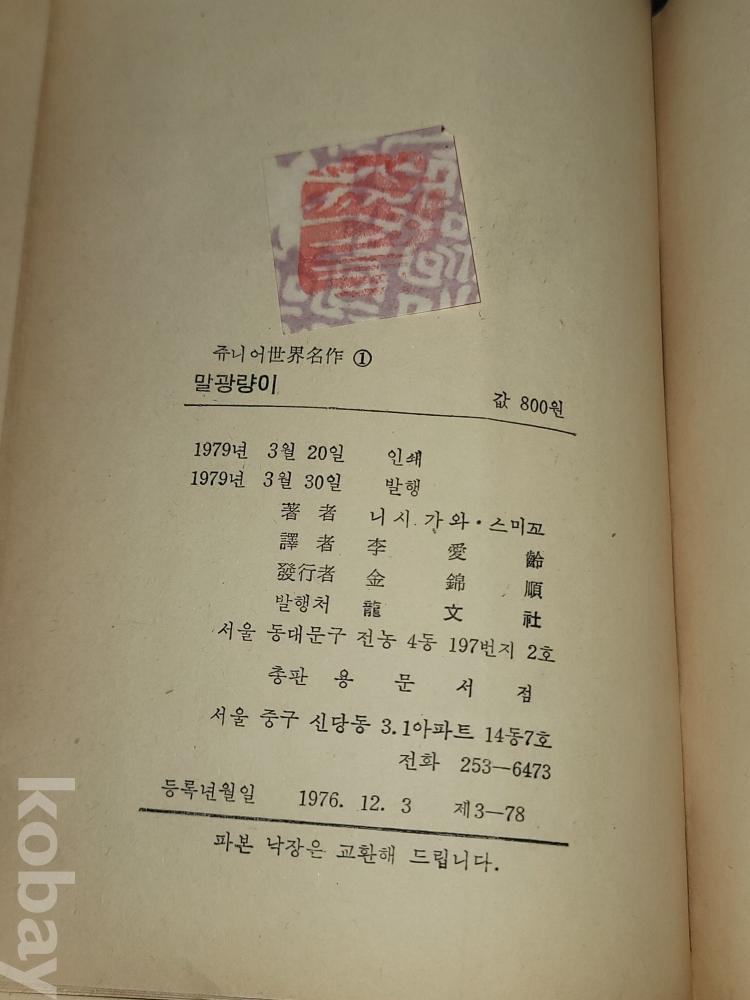 쥬니어世界名作 ①
말광량이
값 800원
1979년 3월 20일 인쇄
1979년 3월 30일 발행
著者 니시가와·스미꼬
譯者 李愛齡
發行者 金錦順
발행처 龍文社
서울 동대문구 전농 4동 197번지 2호
총판 용문서점
서울 중구 신당동 3.1아파트 14동7호
전화 253—6473
등록년월일 1976. 12. 3 제3—78
파본 낙장은 교환해 드립니다.
kobay